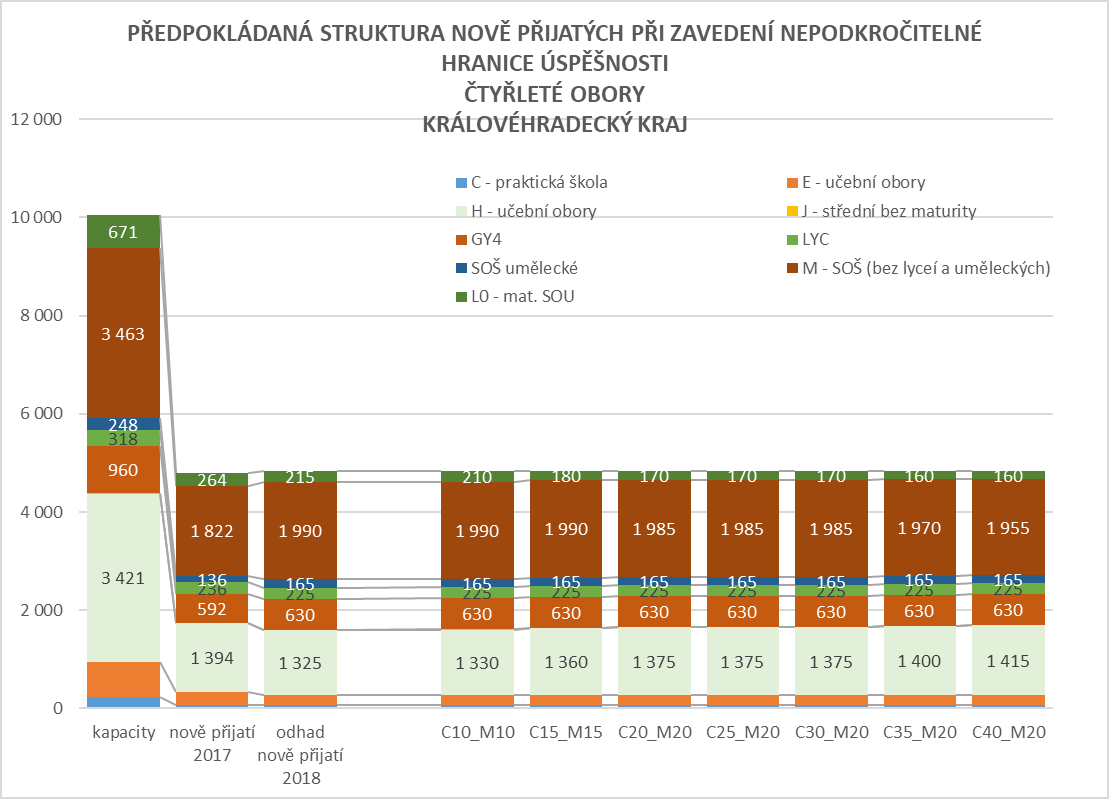 PŘEDPOKLÁDANÁ STRUKTURA NOVĚ PŘIJATÝCH PŘI ZAVEDENÍ NEPODKROČITELNÉ
HRANICE ÚSPĚŠNOSTI
ČTYŘLETÉ OBORY
KRÁLOVÉHRADECKÝ KRAJ
12 000
10 000
8 000
6 000
4 000
2 000
0
C - praktická škola
E - učební obory
H - učební obory
J - střední bez maturity
GY4
LYC
SOŠ umělecké
M - SOŠ (bez lyceí a uměleckých)
L0 - mat. SOU
671
3 463
248
318
960
3 421
264
1 822
136
236
592
1 394
215
1 990
165
225
630
1 325
210
1 990
165
225
630
1 330
180
1 990
165
225
630
1 360
170
1 985
165
225
630
1 375
170
1 985
165
225
630
1 375
170
1 985
165
225
630
1 375
160
1 970
165
225
630
1 400
160
1 955
165
225
630
1 415
kapacity
nově přijatí
2017
odhad
nově přijatí
2018
C10_M10
C15_M15
C20_M20
C25_M20
C30_M20
C35_M20
C40_M20